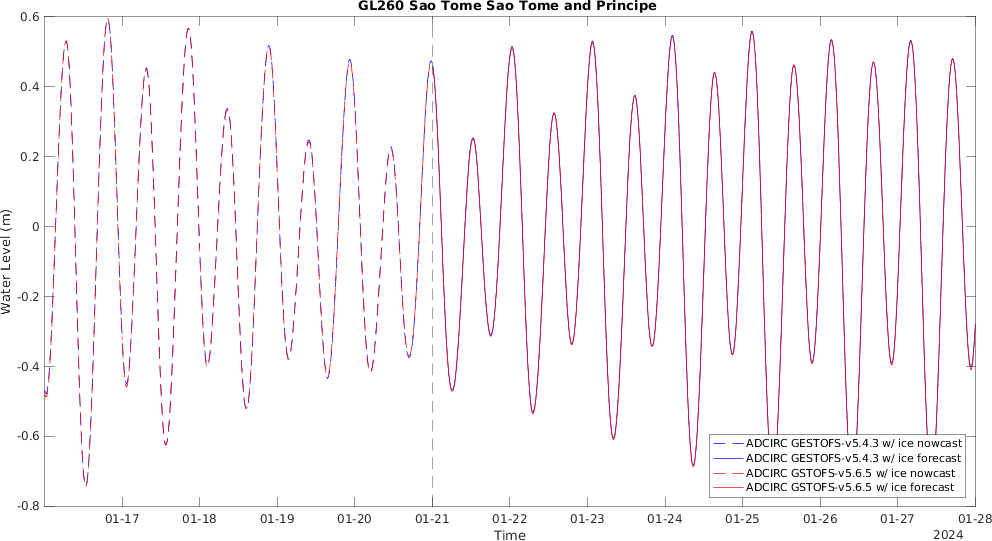 GL260 Sao Tome Sao Tome and Principe
0.6
0.4
0.2
0
-0.2
-0.4
-0.6
-0.8
Water Level (m)
ADCIRC GESTOFS-v5.4.3 w/ ice nowcast
ADCIRC GESTOFS-v5.4.3 w/ ice forecast
ADCIRC GSTOFS-v5.6.5 w/ ice nowcast
ADCIRC GSTOFS-v5.6.5 w/ ice forecast
01-17 01-18 01-19 01-20 01-21 01-22 01-23 01-24 01-25 01-26 01-27 01-28
Time
2024